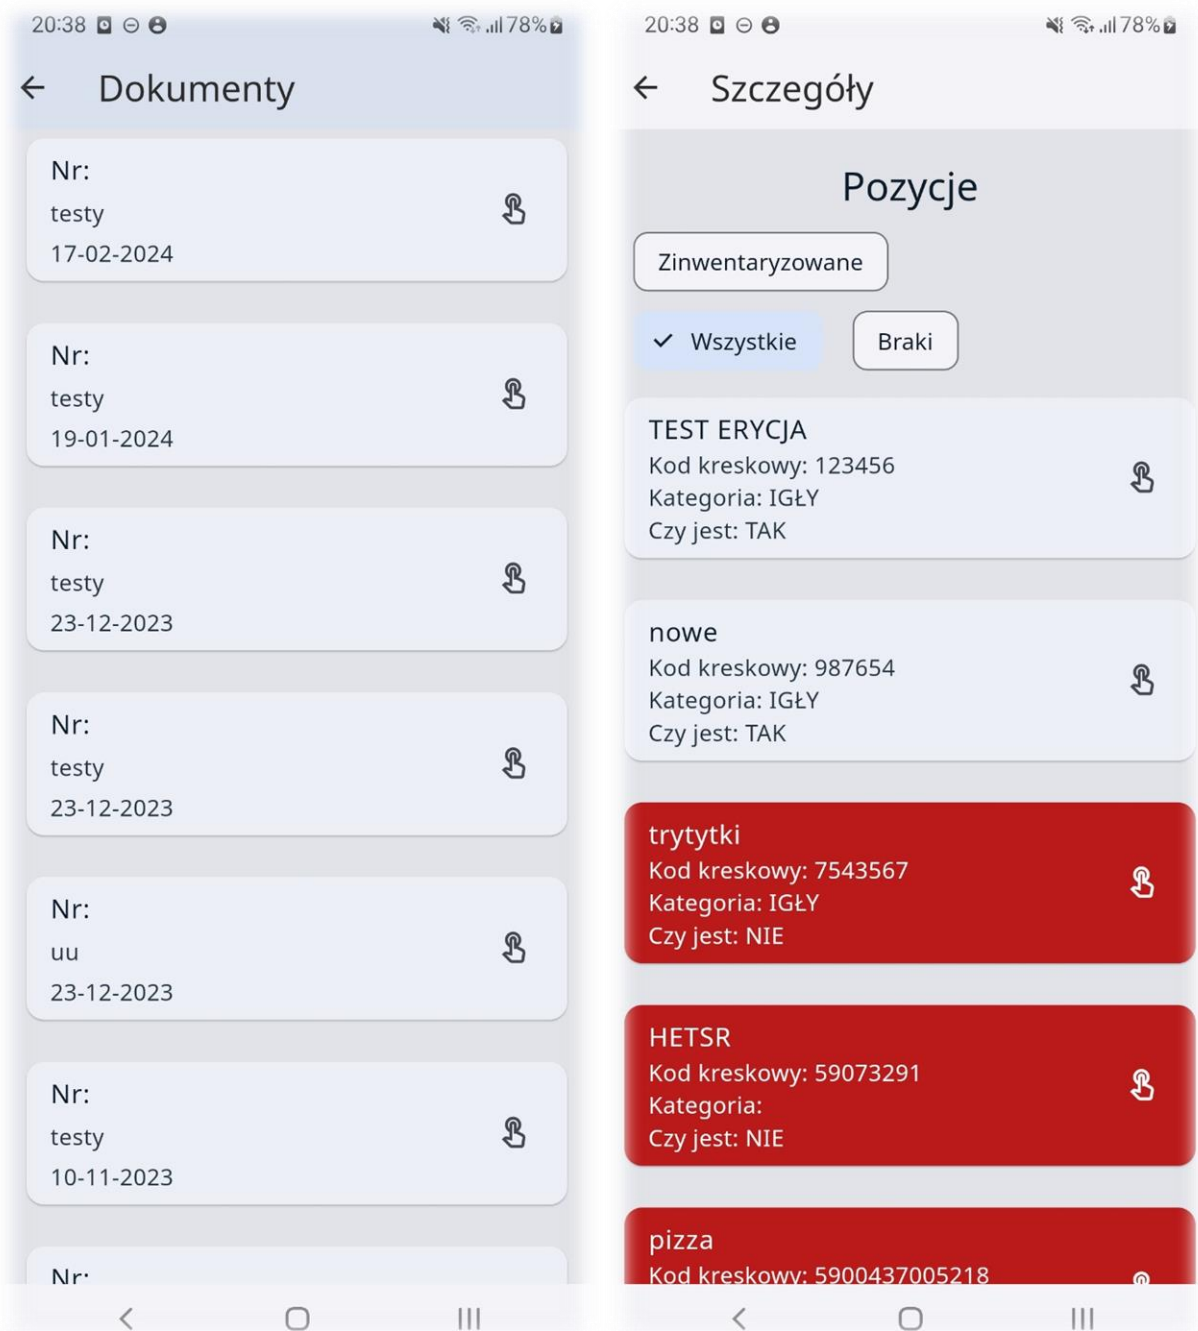 20:38
78%
Dokumenty
Nr:
testy
17-02-2024
Nr:
testy
19-01-2024
Nr:
testy
23-12-2023
Nr:
testy
23-12-2023
Nr:
uu
23-12-2023
Nr:
testy
10-11-2023
Nr:
20:38
78%
Szczegóły
Pozycje
Zinwentaryzowane
Wszystkie
Braki
TEST ERYCJA
Kod kreskowy: 123456
Kategoria: IGŁY
Czy jest: TAK
nowe
Kod kreskowy: 987654
Kategoria: IGŁY
Czy jest: TAK
trytytki
Kod kreskowy: 7543567
Kategoria: IGŁY
Czy jest: NIE
HETSR
Kod kreskowy: 59073291
Kategoria:
Czy jest: NIE
pizza
Kod kreskowy: 5900437005218